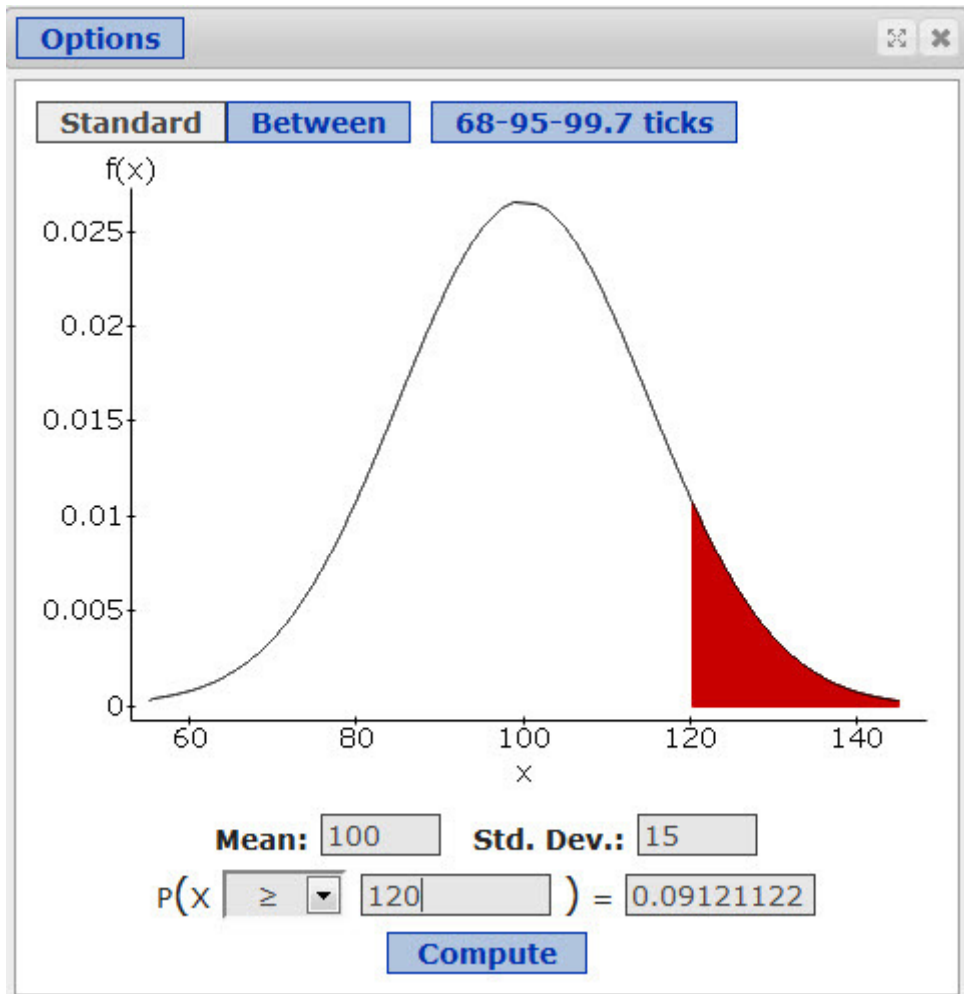 Options
Standard Between 68-95-99.7 ticks
f(x)
0.025
0.02
0.015
0.01
0.005
0
60 80 100 120 140
x
Mean: 100 Std. Dev.: 15
P(X ≥ 120 ) = 0.09121122
Compute